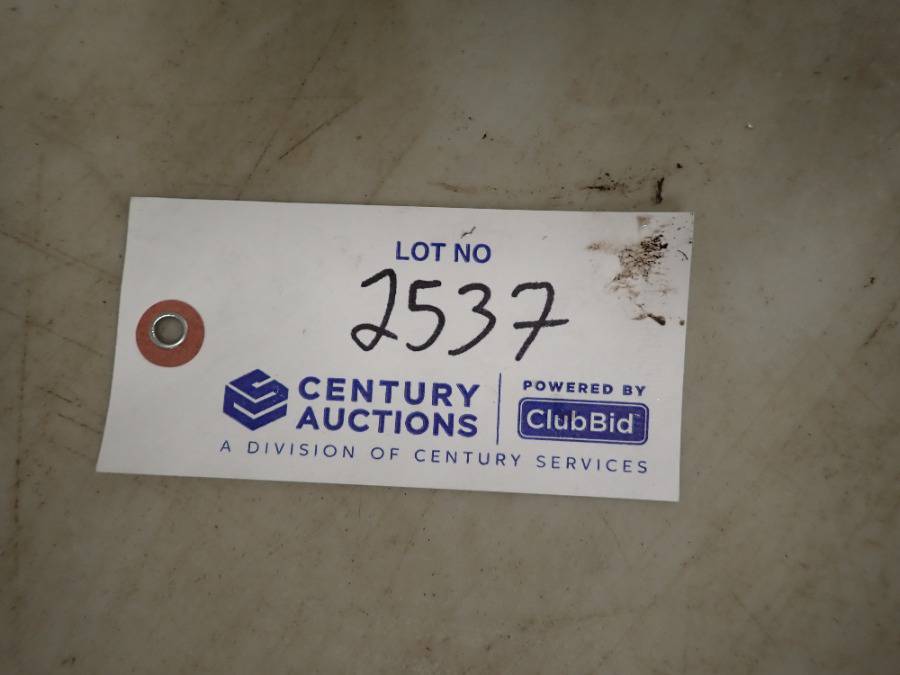 LOT NO
2537
CENTURY AUCTIONS
POWERED BY ClubBid
A DIVISION OF CENTURY SERVICES